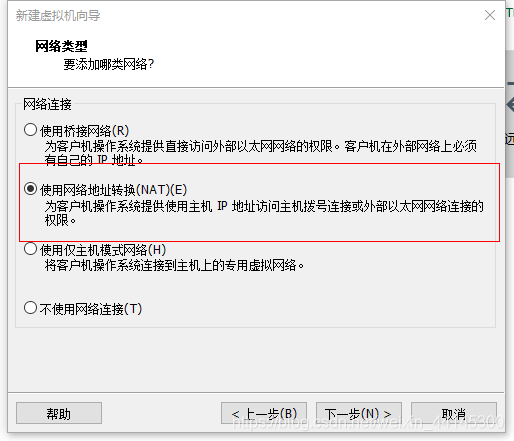 新建虚拟机向导
网络类型
要添加哪类网络?
网络连接
使用桥接网络(R)
为客户机操作系统提供直接访问外部以太网网络的权限。客户机在外部网络上必须
有自己的 IP 地址。
使用网络地址转换(NAT)(E)
为客户机操作系统提供使用主机 IP 地址访问主机拨号连接或外部以太网网络连接的
权限。
使用仅主机模式网络(H)
将客户机操作系统连接到主机上的专用虚拟网络。
不使用网络连接(T)
帮助
< 上一步(B)
下一步(N) >
取消